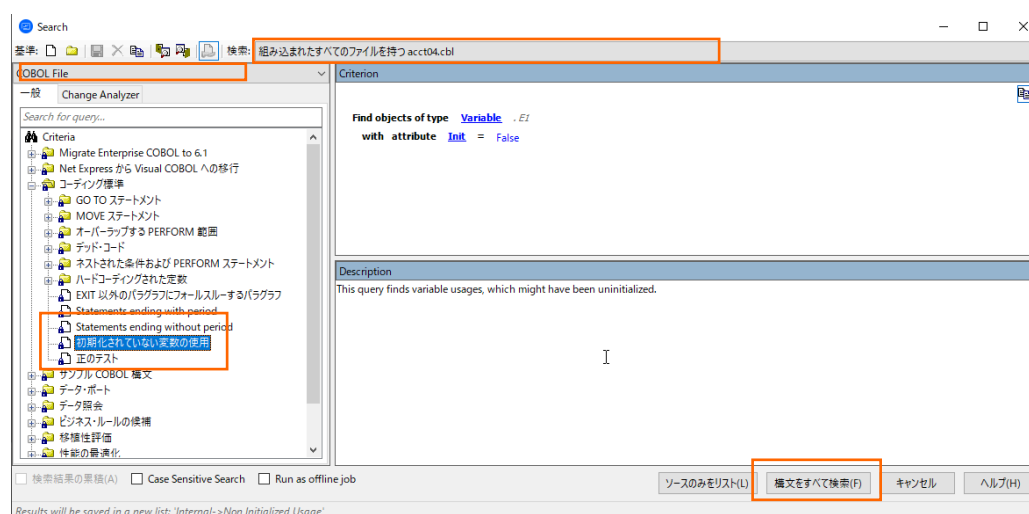 Search
基準: 検索: 組み込まれたすべてのファイルを持つ acct04.cbl
COBOL File
一般 Change Analyzer
Search for query...
Criteria
Migrate Enterprise COBOL to 6.1
Net Express から Visual COBOL への移行
コーディング標準
GO TO ステートメント
MOVE ステートメント
オーバーラップする PERFORM 範囲
デッド・コード
ネストされた条件および PERFORM ステートメント
ハードコーディングされた定数
EXIT 以外のパラグラフにフォールスルーするパラグラフ
Statements ending with period
Statements ending without period
初期化されていない変数の使用
正のテスト
サンプル COBOL 構文
データ・ポート
データ照会
ビジネス・ルールの候補
移植性評価
性能の最適化
Criterion
Find objects of type Variable .E1
with attribute Init = False
Description
This query finds variable usages, which might have been uninitialized.
検索結果の累積(A) Case Sensitive Search Run as offline job ソースのみをリスト(L) 構文をすべて検索(F) キャンセル ヘルプ(H)
Results will be saved in a new list: 'Internal->Non Initialized Usage'